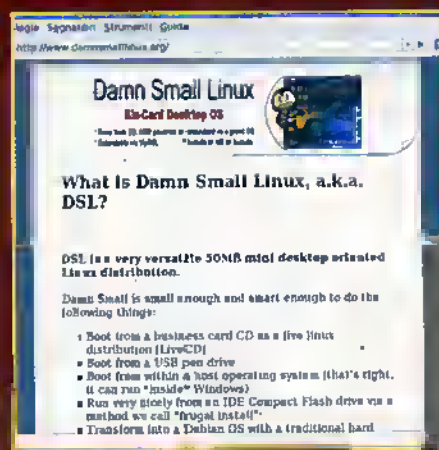 Segnalibri Strumenti Guida
http://www.damnsmalllinux.org/
Damn Small Linux
Biz-Card Desktop OS
What is Damn Small Linux, a.k.a.
DSL?
DSL is a very versatile 50MB mini desktop oriented
Linux distribution.
Damn Small is small enough and smart enough to do the
following things:
Boot from a business card CD as a live linux
distribution (LiveCD)
Boot from a USB pen drive
Boot from within a host operating system (that's right,
it can run *inside* Windows)
Run very nicely from an IDE Compact Flash drive via a
method we call "frugal install"
Transform into a Debian OS with a traditional hard